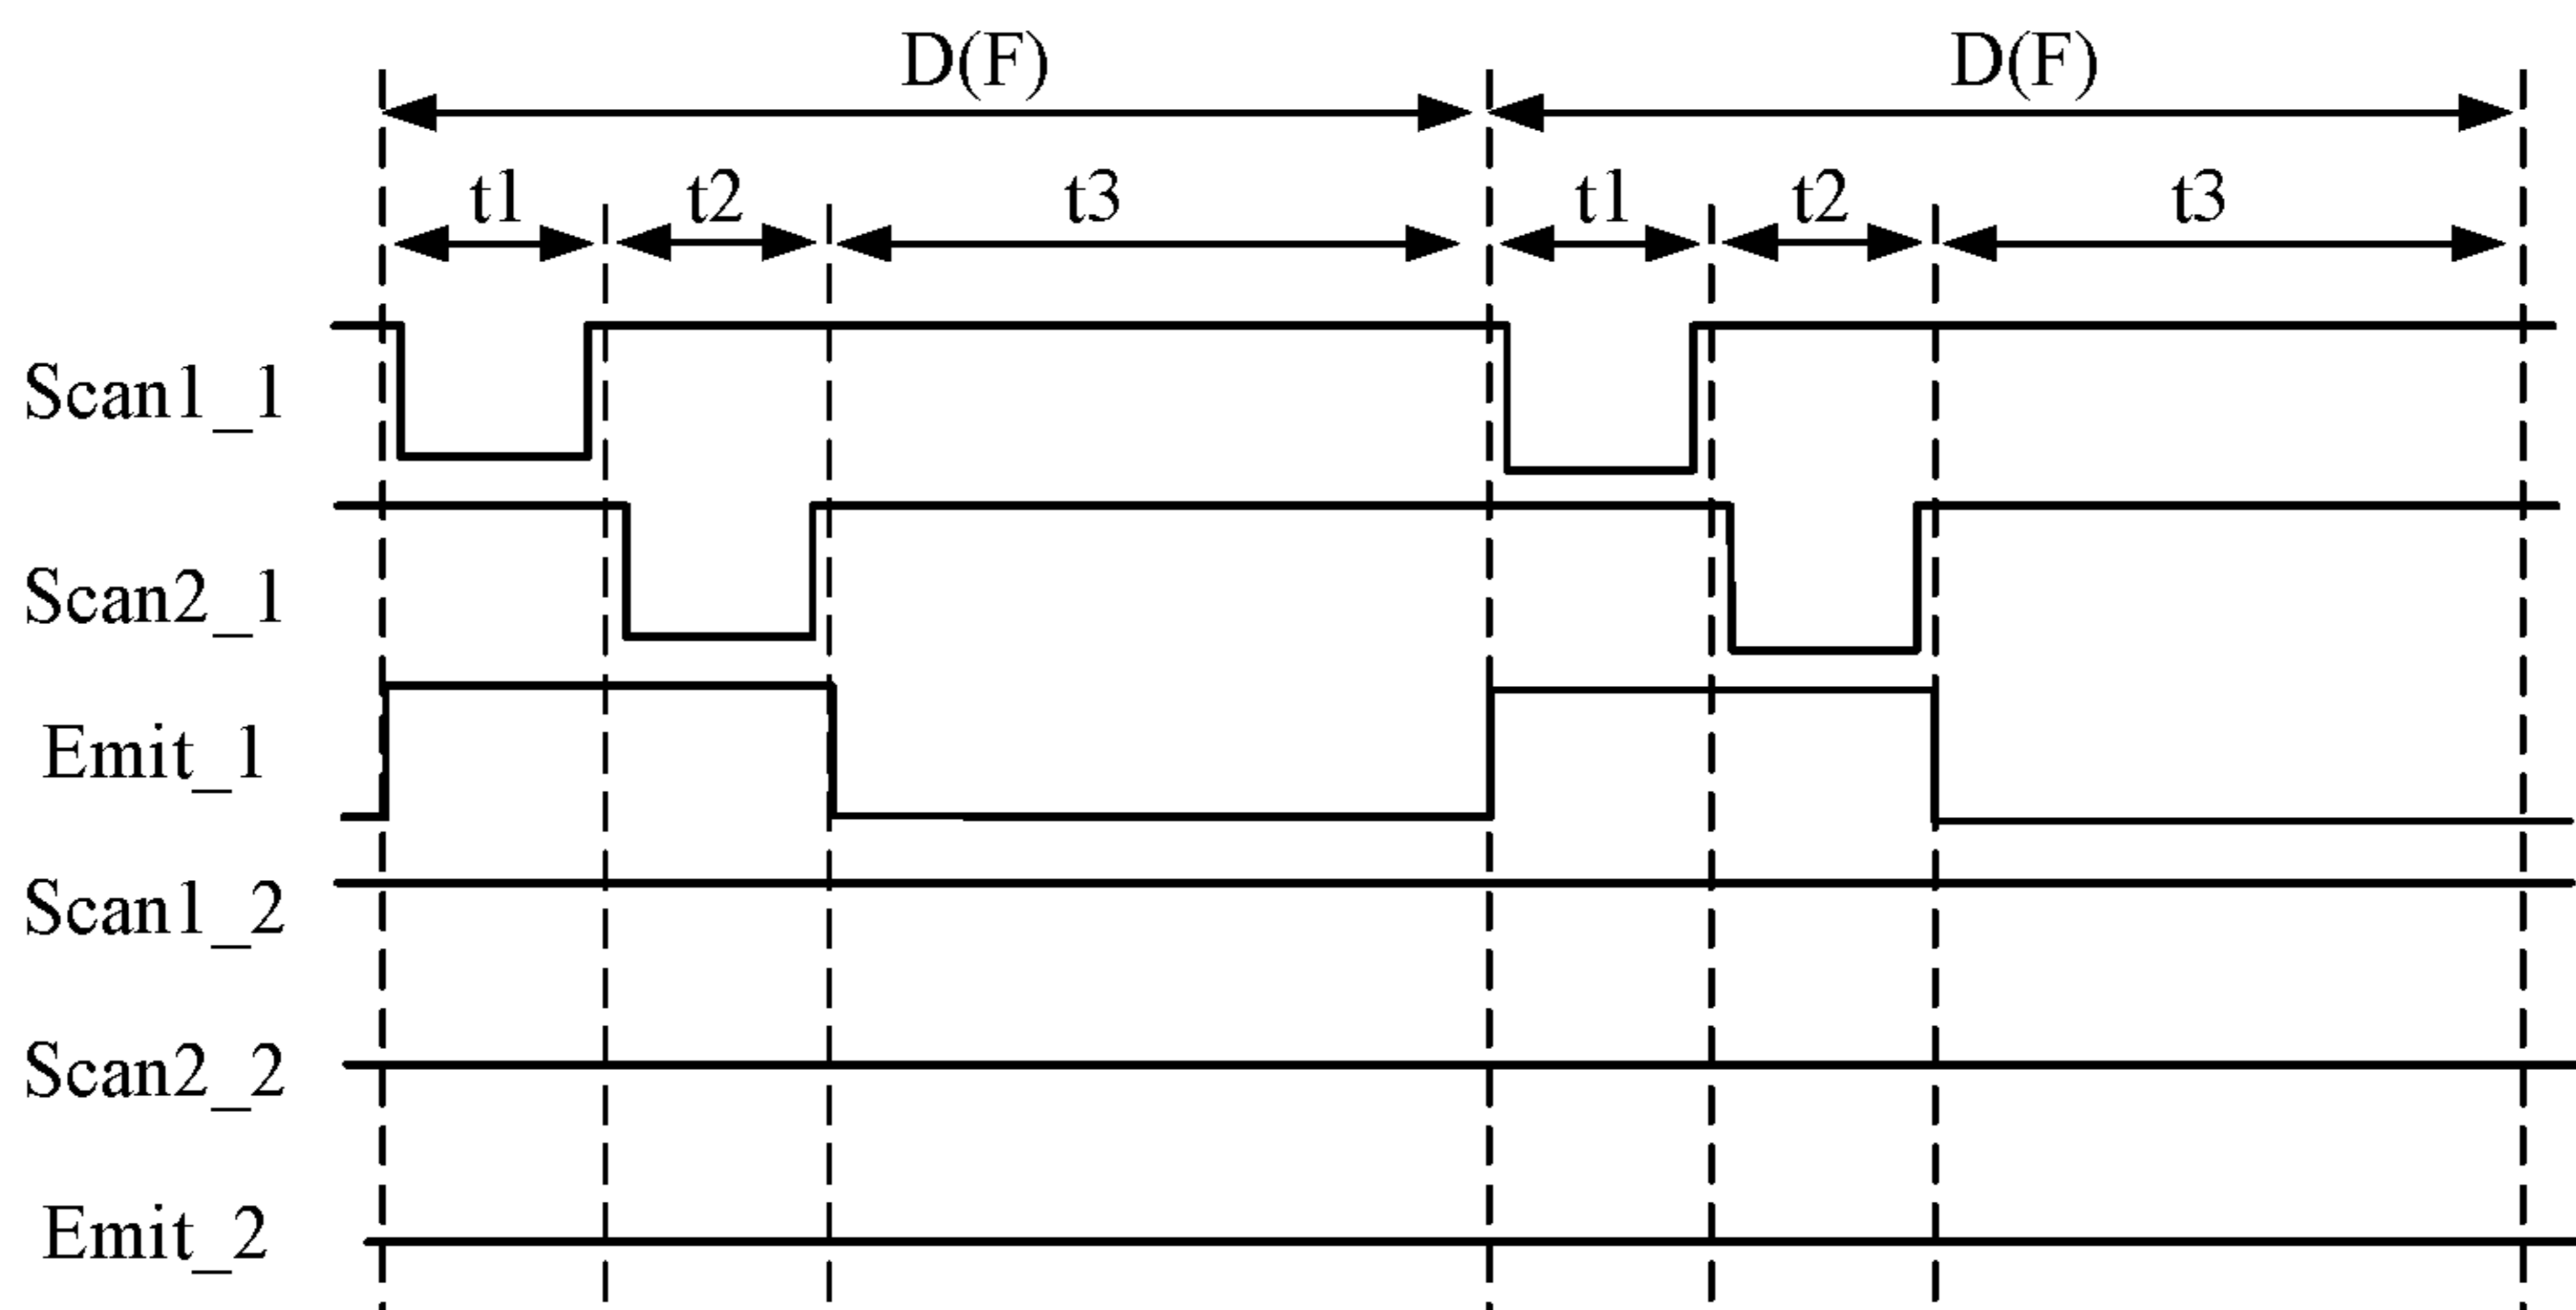 D(F) D(F)
t1 t2 t3 t1 t2 t3
Scan1_1
Scan2_1
Emit_1
Scan1_2
Scan2_2
Emit_2